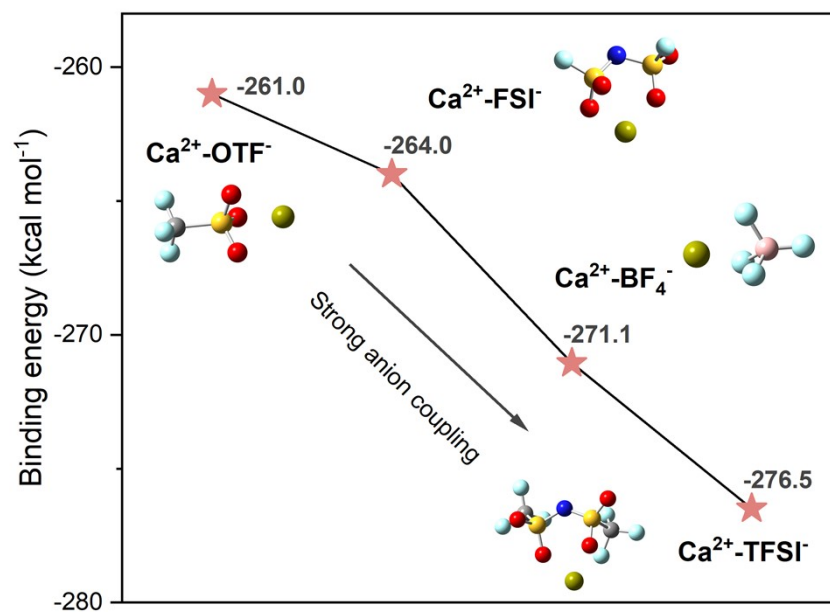 Binding energy (kcal mol⁻¹)
-260
-270
-280
-261.0
Ca²⁺-OTF⁻
-264.0
Ca²⁺-FSI⁻
-271.1
Ca²⁺-BF₄⁻
-276.5
Ca²⁺-TFSI⁻
Strong anion
coupling